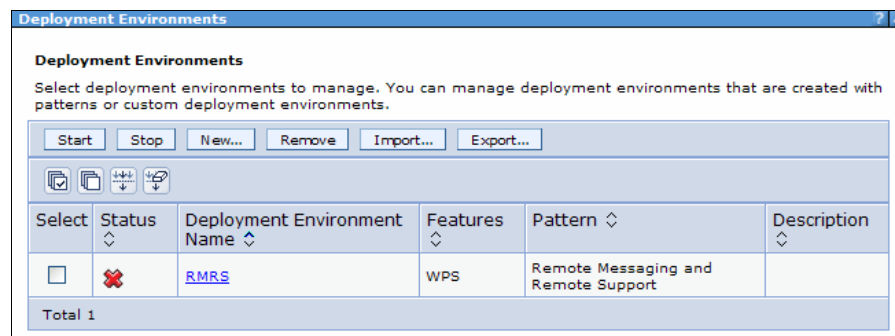 Deployment Environments
?
Deployment Environments
Select deployment environments to manage. You can manage deployment environments that are created with
patterns or custom deployment environments.
Start Stop New... Remove Import... Export...
Select Status Deployment Environment Name Features Pattern Description
RMRS WPS Remote Messaging and
Remote Support
Total 1